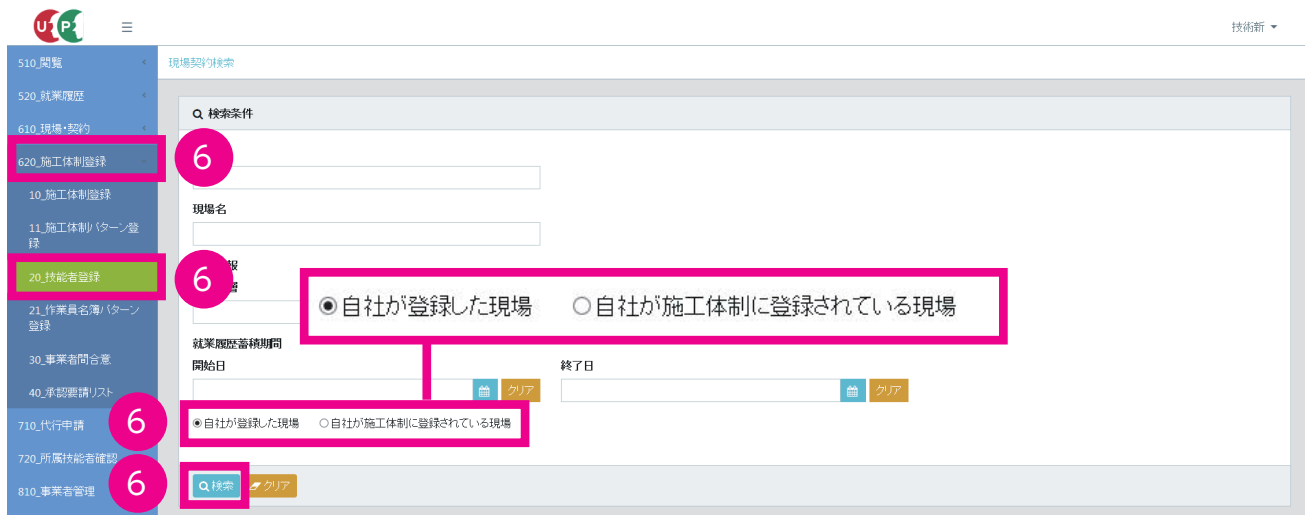 U P
技術新
510_閲覧
現場契約検索
520_就業履歴
検索条件
610_現場・契約
620_施工体制登録
6
10_施工体制登録
現場名
11_施工体制パターン登
録
報
20_技能者登録
6
自社が登録した現場 自社が施工体制に登録されている現場
21_作業員名簿パターン
登録
就業履歴蓄積期間
30_事業者間合意
開始日 終了日
40_承認要請リスト
クリア クリア
710_代行申請
6
自社が登録した現場 自社が施工体制に登録されている現場
720_所属技能者確認
810_事業者管理
6
検索 クリア